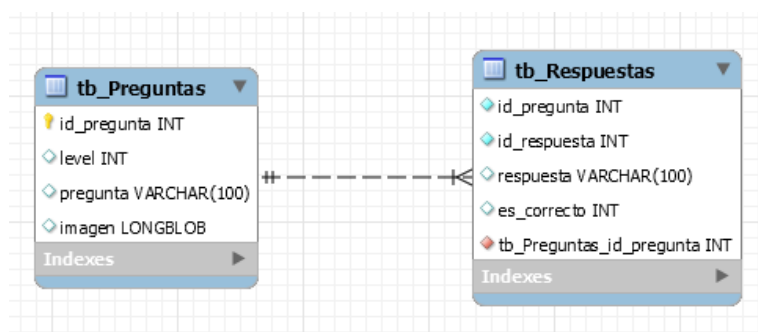 tb_Preguntas
id_pregunta INT
level INT
pregunta VARCHAR(100)
imagen LONGBLOB
Indexes
tb_Respuestas
id_pregunta INT
id_respuesta INT
respuesta VARCHAR(100)
es_correcto INT
tb_Preguntas_id_pregunta INT
Indexes